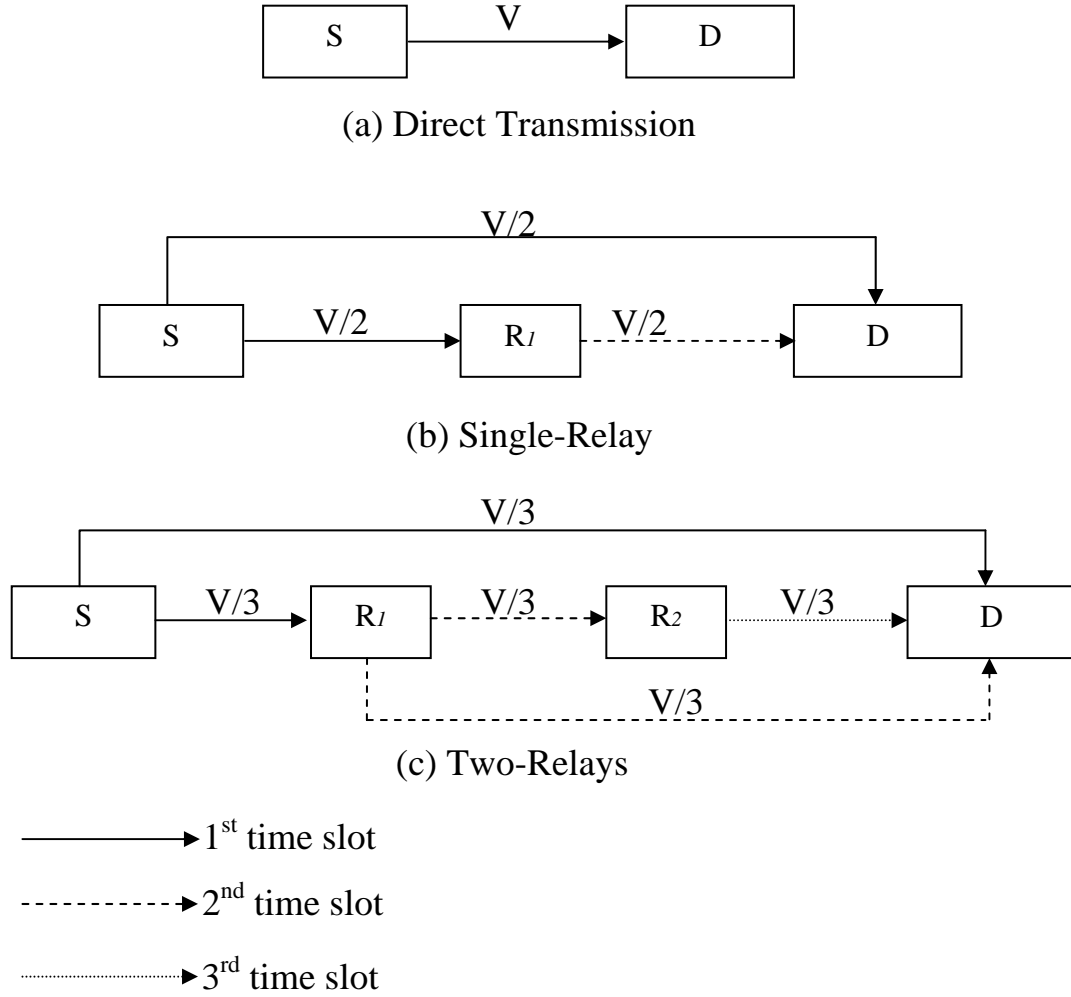 V
S D
(a) Direct Transmission
V/2
V/2 V/2
S R1 D
(b) Single-Relay
V/3
V/3 V/3 V/3
S R1 R2 D
V/3
(c) Two-Relays
1st time slot
2nd time slot
3rd time slot